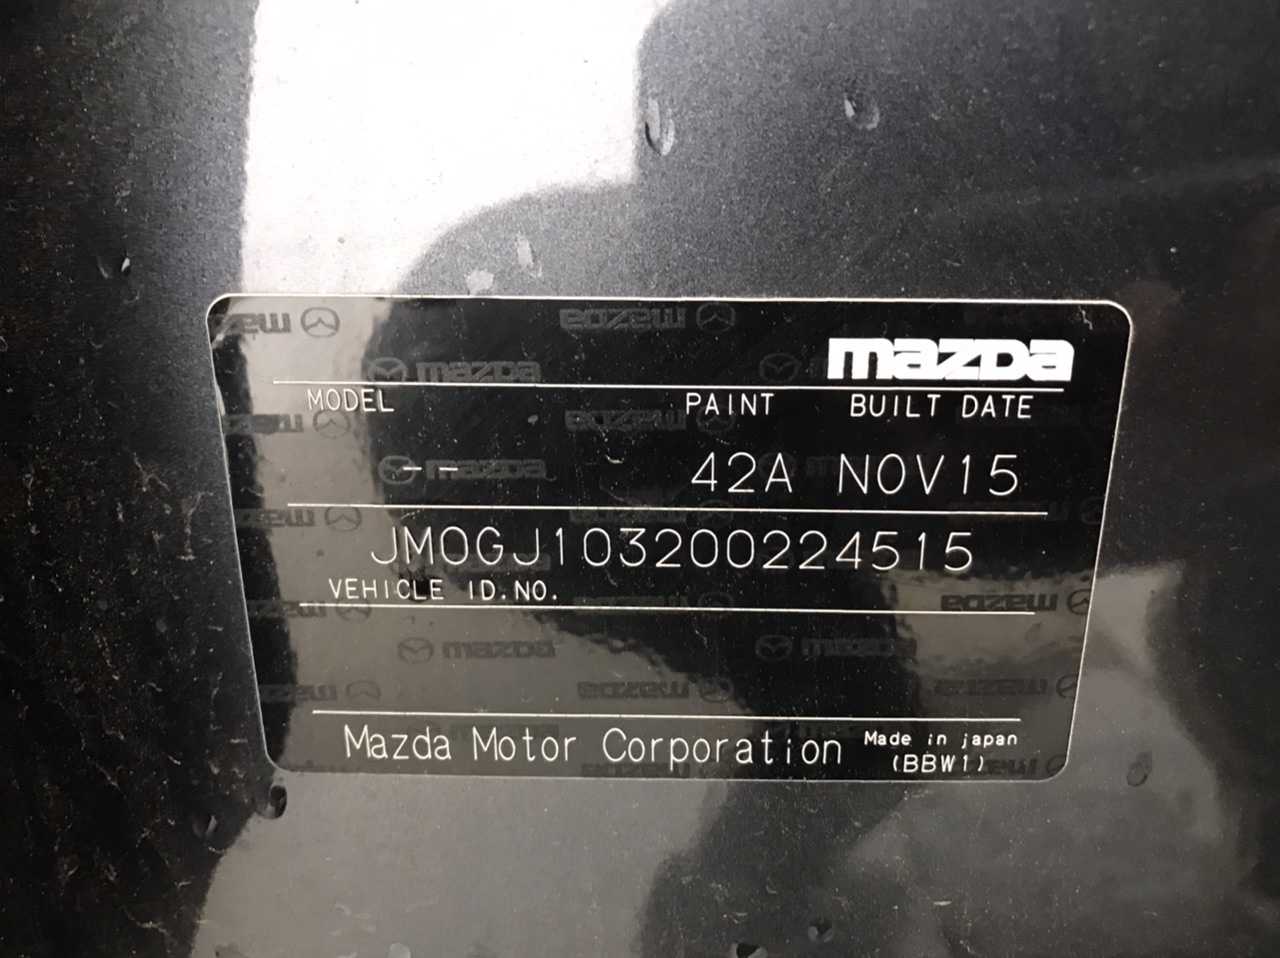 mazda
MODEL PAINT BUILT DATE
-- 42A NOV15
JM0GJ103200224515
VEHICLE ID.NO.
Mazda Motor Corporation Made in japan
(BBW1)